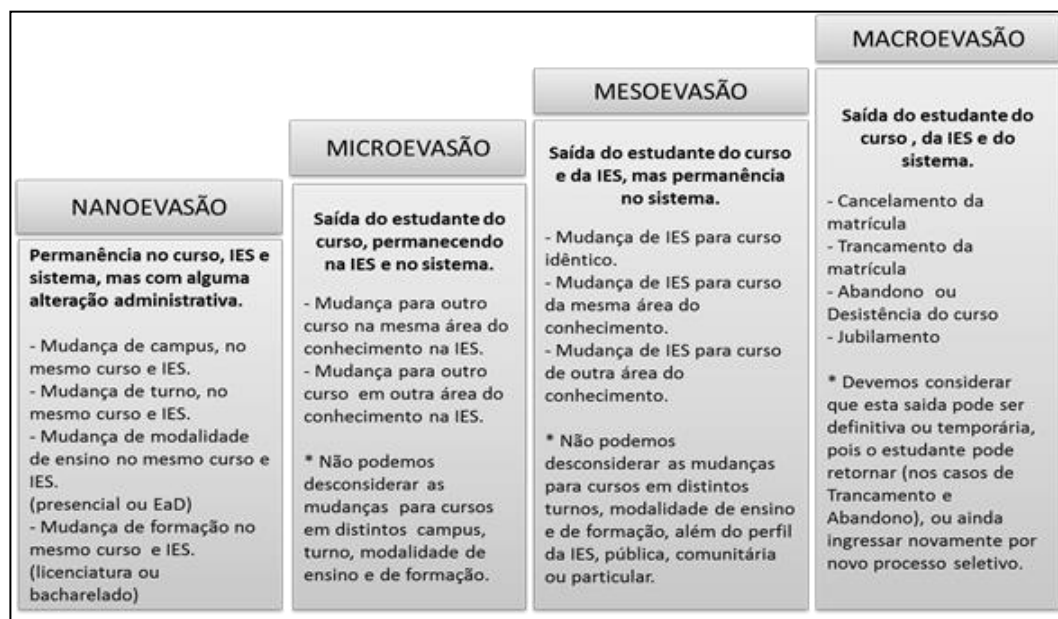 NANOEVASÃO
Permanência no curso, IES e
sistema, mas com alguma
alteração administrativa.
- Mudança de campus, no
mesmo curso e IES.
- Mudança de turno, no
mesmo curso e IES.
- Mudança de modalidade
de ensino no mesmo curso e
IES.
(presencial ou EaD)
- Mudança de formação no
mesmo curso e IES.
(licenciatura ou
bacharelado)
MICROEVASÃO
Saída do estudante do
curso, permanecendo
na IES e no sistema.
- Mudança para outro
curso na mesma área do
conhecimento na IES.
- Mudança para outro
curso em outra área do
conhecimento na IES.
* Não podemos
desconsiderar as
mudanças para cursos
em distintos campus,
turno, modalidade de
ensino e de formação.
MESOEVASÃO
Saída do estudante do curso
e da IES, mas permanência
no sistema.
- Mudança de IES para curso
idêntico.
- Mudança de IES para curso
da mesma área do
conhecimento.
- Mudança de IES para curso
de outra área do
conhecimento.
* Não podemos
desconsiderar as mudanças
para cursos em distintos
turnos, modalidade de ensino
e de formação, além do perfil
da IES, pública, comunitária
ou particular.
MACROEVASÃO
Saída do estudante do
curso , da IES e do
sistema.
- Cancelamento da
matrícula
- Trancamento da
matrícula
- Abandono ou
Desistência do curso
- Jubilamento
* Devemos considerar
que esta saida pode ser
definitiva ou temporária,
pois o estudante pode
retornar (nos casos de
Trancamento e
Abandono), ou ainda
ingressar novamente por
novo processo seletivo.